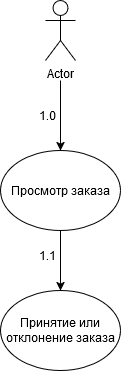 Actor
1.0
Просмотр заказа
1.1
Принятие или
отклонение заказа